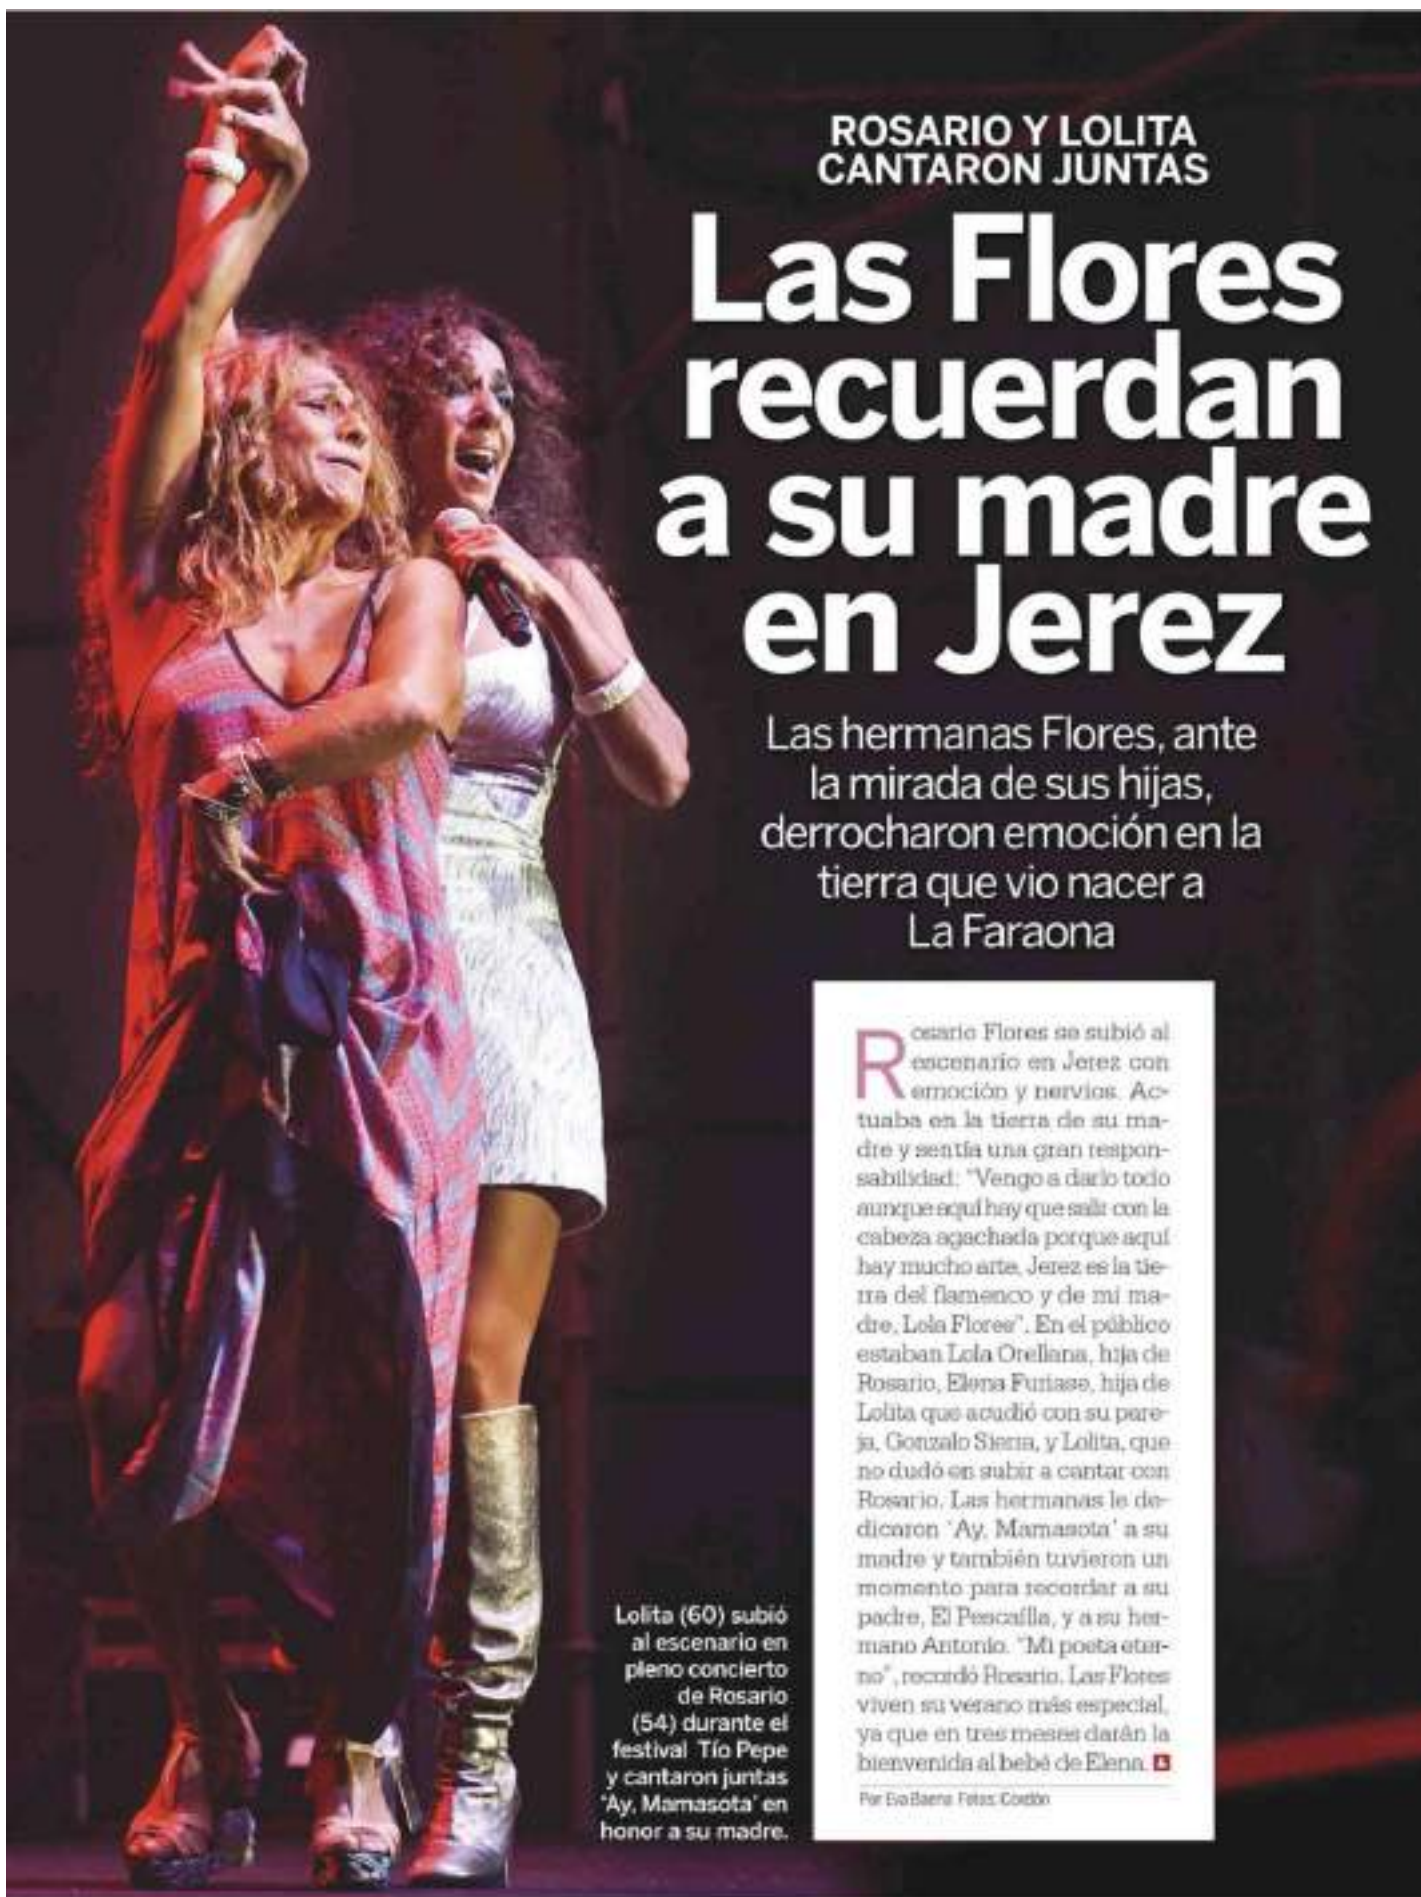 ROSARIO Y LOLITA
CANTARON JUNTAS
Las Flores
recuerdan
a su madre
en Jerez
Las hermanas Flores, ante
la mirada de sus hijas,
derrocharon emoción en la
tierra que vio nacer a
La Faraona
Rosario Flores se subió al
escenario en Jerez con
emoción y nervios. Ac-
tuaba en la tierra de su ma-
dre y sentía una gran respon-
sabilidad: "Vengo a darlo todo
aunque aquí hay que salir con la
cabeza agachada porque aquí
hay mucho arte, Jerez es la tie-
rra del flamenco y de mi ma-
dre, Lola Flores". En el público
estaban Lola Orellana, hija de
Rosario, Elena Furiase, hija de
Lolita que acudió con su pare-
ja, Gonzalo Sierra, y Lolita, que
no dudó en subir a cantar con
Rosario. Las hermanas le de-
dicaron 'Ay, Mamasota' a su
madre y también tuvieron un
momento para recordar a su
padre, El Pescaílla, y a su her-
mano Antonio. "Mi poeta eter-
no", recordó Rosario. Las Flores
viven su verano más especial,
ya que en tres meses darán la
bienvenida al bebé de Elena.
Por Eva Baena Fotos: Cordón
Lolita (60) subió
al escenario en
pleno concierto
de Rosario
(54) durante el
festival Tío Pepe
y cantaron juntas
'Ay, Mamasota' en
honor a su madre.